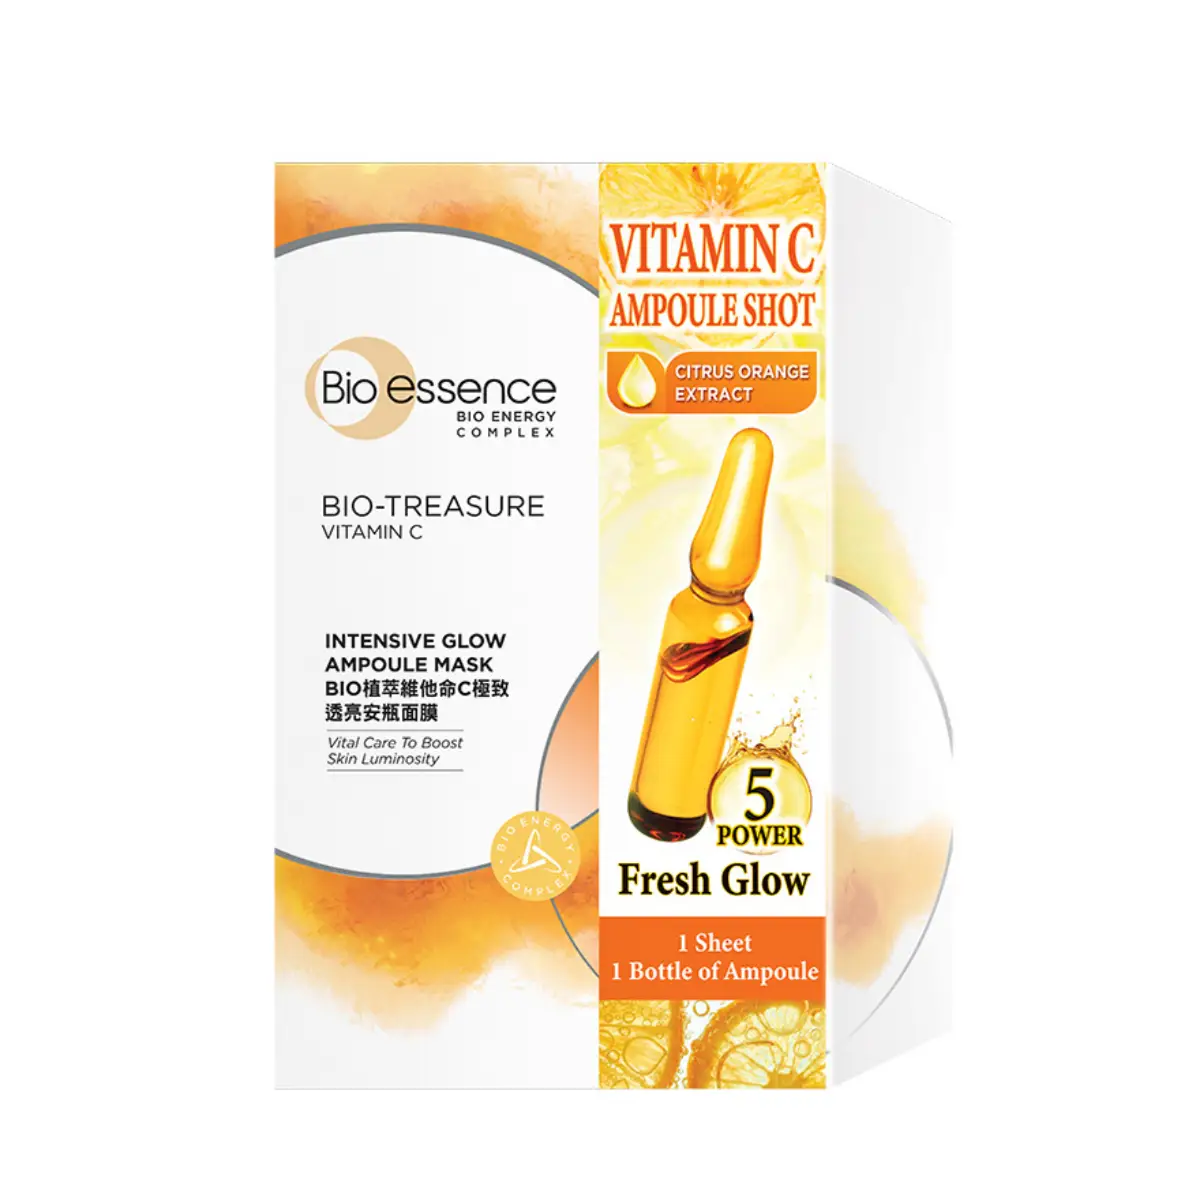 Bio essence
BIO ENERGY
COMPLEX
BIO-TREASURE
VITAMIN C
INTENSIVE GLOW
AMPOULE MASK
BIO植萃維他命C極致
透亮安瓶面膜
Vital Care To Boost
Skin Luminosity
BIO ENERGY
COMPLEX
VITAMIN C
AMPOULE SHOT
CITRUS ORANGE
EXTRACT
5
POWER
Fresh Glow
1 Sheet
1 Bottle of Ampoule